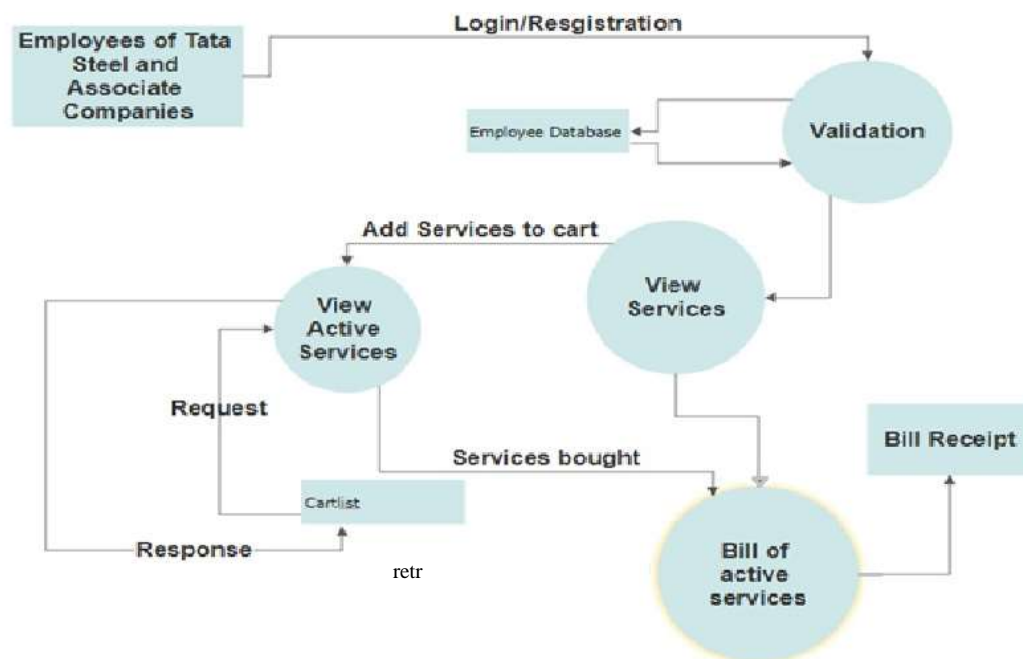 Login/Resgistration
Employees of Tata
Steel and
Associate
Companies
Employee Database
Validation
Add Services to cart
View
Services
View
Active
Services
Request
Services bought
Bill Receipt
Cartlist
Response
retr
Bill of
active
services